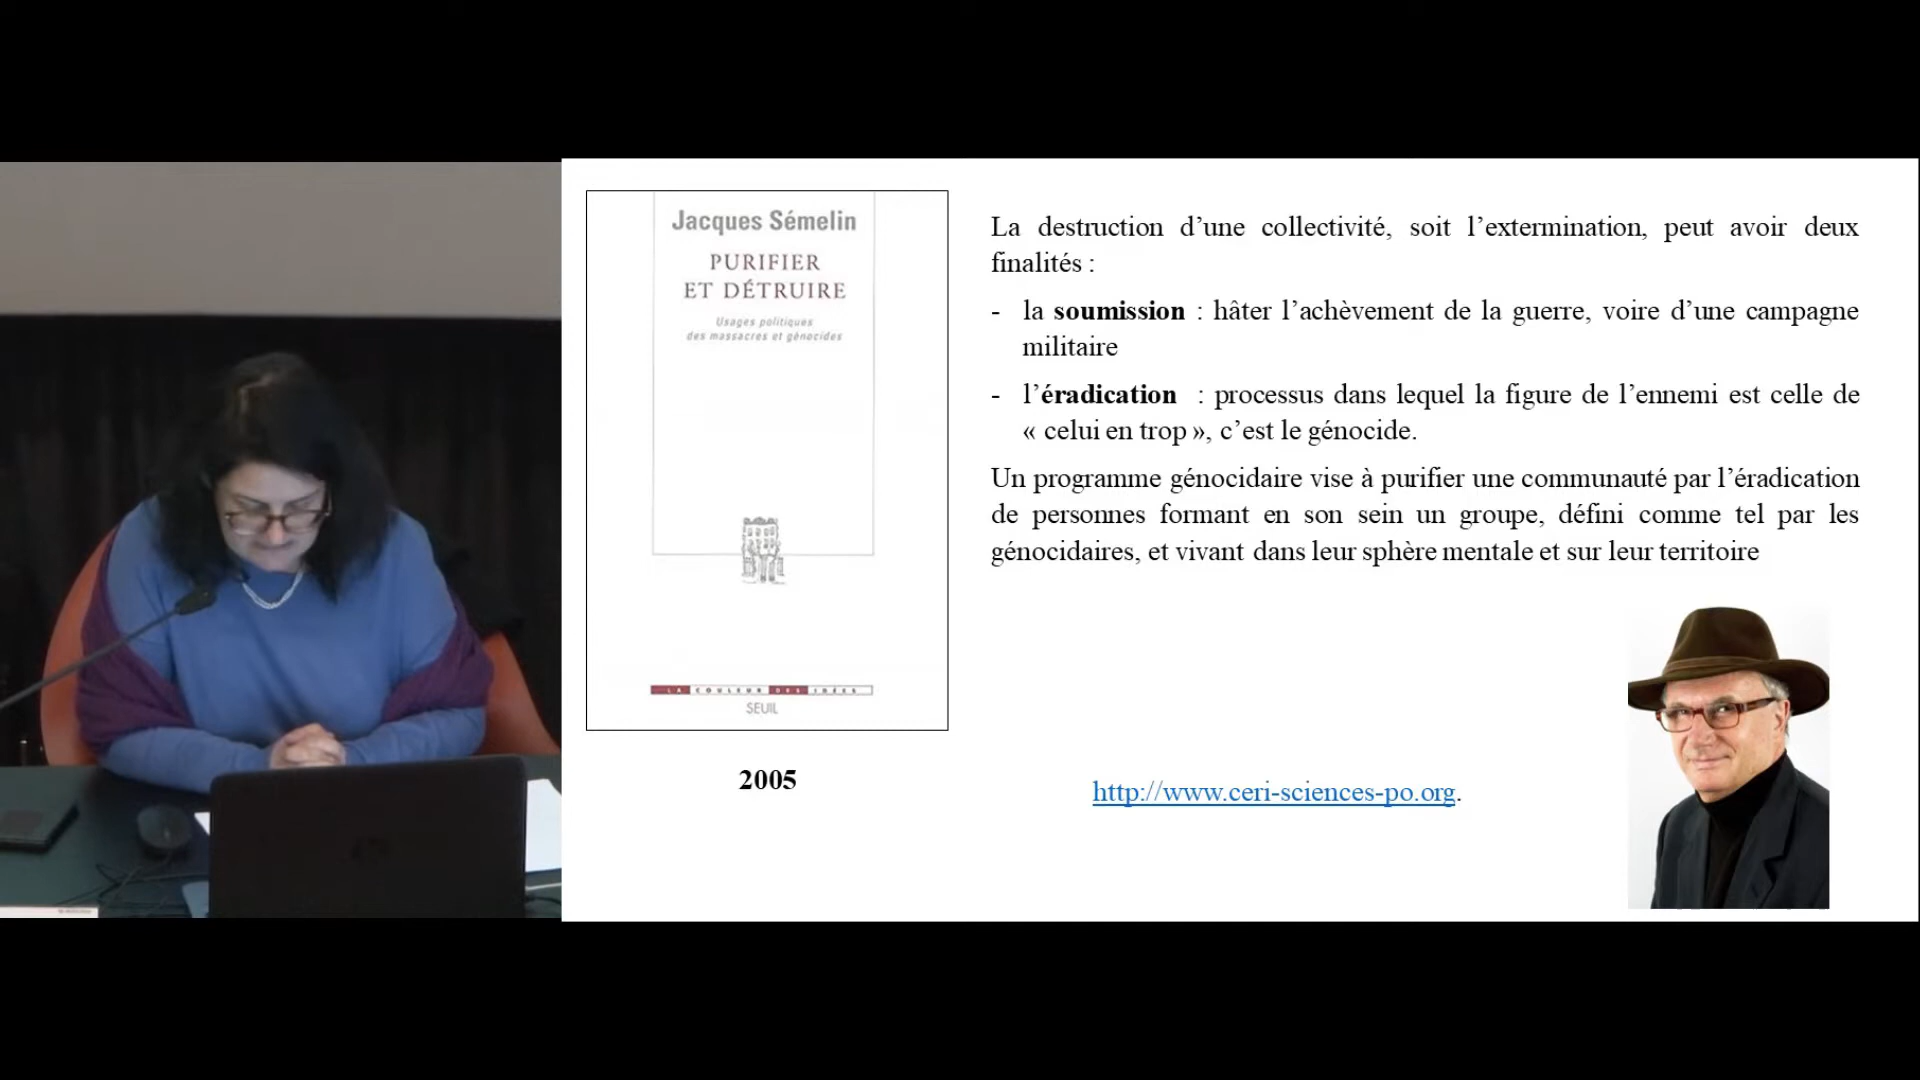 Jacques Sémelin
PURIFIER
ET DÉTRUIRE
Usages politiques
des massacres et génocides
LA COULEUR DES IDÉES
SEUIL
2005
La destruction d’une collectivité, soit l’extermination, peut avoir deux
finalités :
- la soumission : hâter l’achèvement de la guerre, voire d’une campagne
militaire
- l’éradication : processus dans lequel la figure de l’ennemi est celle de
« celui en trop », c’est le génocide.
Un programme génocidaire vise à purifier une communauté par l’éradication
de personnes formant en son sein un groupe, défini comme tel par les
génocidaires, et vivant dans leur sphère mentale et sur leur territoire
http://www.ceri-sciences-po.org.